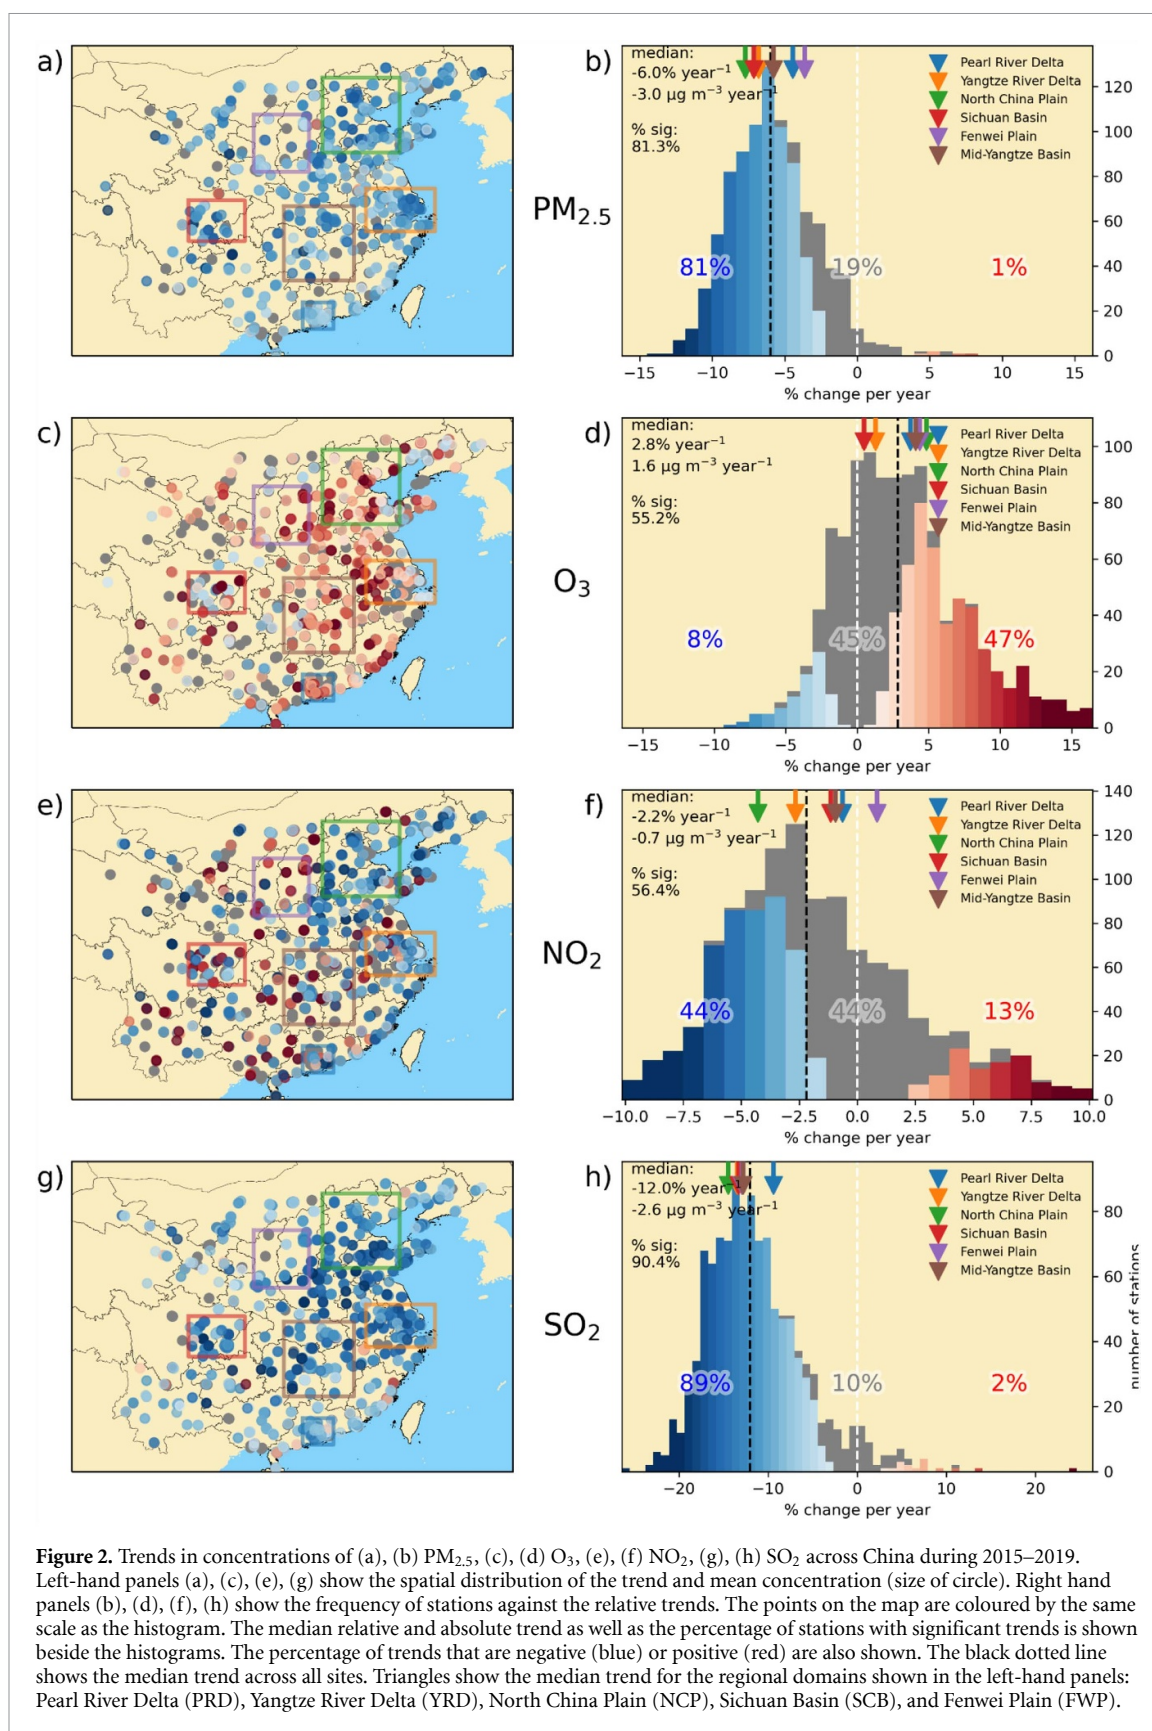 a)
b)
median:
-6.0% year−1
-3.0 µg m−3 year−1
% sig:
81.3%
Pearl River Delta
Yangtze River Delta
North China Plain
Sichuan Basin
Fenwei Plain
Mid-Yangtze Basin
PM2.5
81%
19%
1%
120
100
80
60
40
20
0
−15 −10 −5 0 5 10 15
% change per year
c)
d)
median:
2.8% year−1
1.6 µg m−3 year−1
% sig:
55.2%
Pearl River Delta
Yangtze River Delta
North China Plain
Sichuan Basin
Fenwei Plain
Mid-Yangtze Basin
O3
8%
45%
47%
100
80
60
40
20
0
−15 −10 −5 0 5 10 15
% change per year
e)
f)
median:
-2.2% year−1
-0.7 µg m−3 year−1
% sig:
56.4%
Pearl River Delta
Yangtze River Delta
North China Plain
Sichuan Basin
Fenwei Plain
Mid-Yangtze Basin
NO2
44%
44%
13%
140
120
100
80
60
40
20
0
−10.0 −7.5 −5.0 −2.5 0.0 2.5 5.0 7.5 10.0
% change per year
g)
h)
median:
-12.0% year−1
-2.6 µg m−3 year−1
% sig:
90.4%
Pearl River Delta
Yangtze River Delta
North China Plain
Sichuan Basin
Fenwei Plain
Mid-Yangtze Basin
SO2
89%
10%
2%
80
60
40
20
0
number of stations
−20 −10 0 10 20
% change per year
Figure 2. Trends in concentrations of (a), (b) PM2.5, (c), (d) O3, (e), (f) NO2, (g), (h) SO2 across China during 2015–2019.
Left-hand panels (a), (c), (e), (g) show the spatial distribution of the trend and mean concentration (size of circle). Right hand
panels (b), (d), (f), (h) show the frequency of stations against the relative trends. The points on the map are coloured by the same
scale as the histogram. The median relative and absolute trend as well as the percentage of stations with significant trends is shown
beside the histograms. The percentage of trends that are negative (blue) or positive (red) are also shown. The black dotted line
shows the median trend across all sites. Triangles show the median trend for the regional domains shown in the left-hand panels:
Pearl River Delta (PRD), Yangtze River Delta (YRD), North China Plain (NCP), Sichuan Basin (SCB), and Fenwei Plain (FWP).